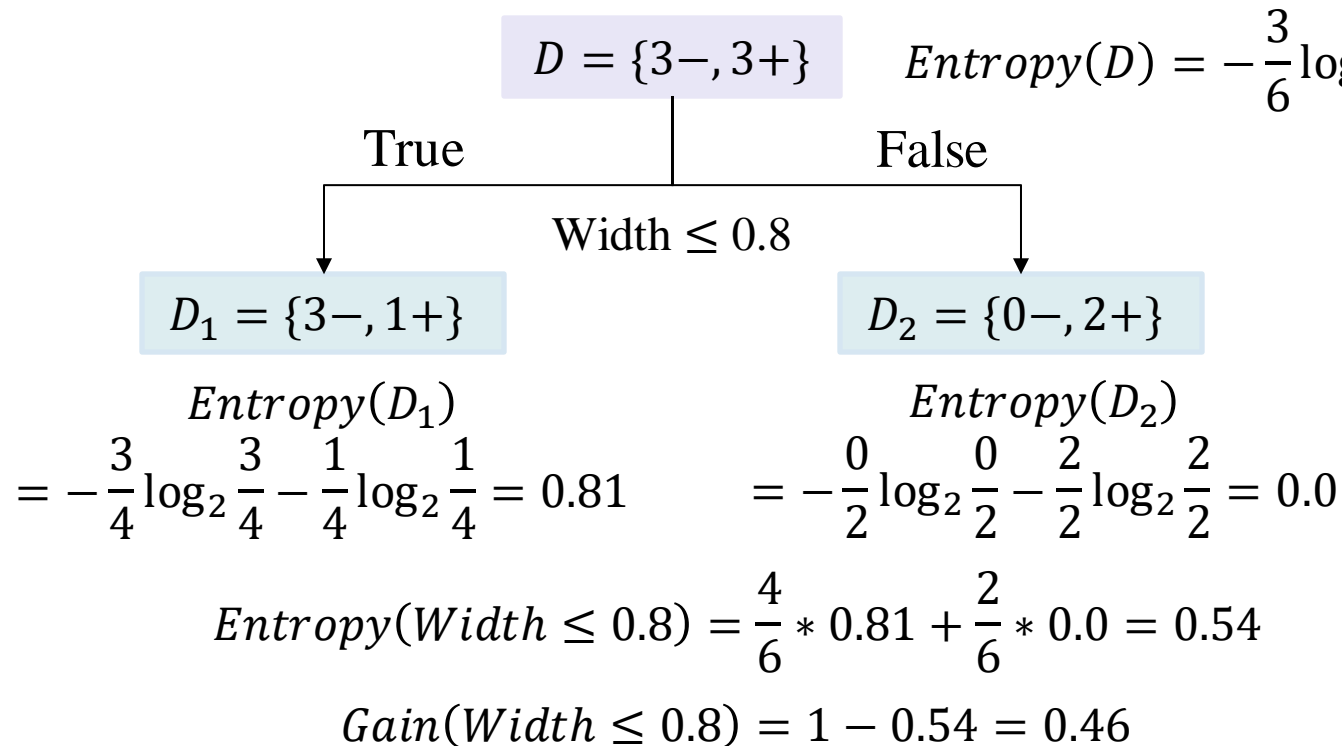 D = {3−, 3+}
Entropy(D) = − 3/6 log
True
False
Width ≤ 0.8
D₁ = {3−, 1+}
D₂ = {0−, 2+}
Entropy(D₁)
= − 3/4 log₂ 3/4 − 1/4 log₂ 1/4 = 0.81
Entropy(D₂)
= − 0/2 log₂ 0/2 − 2/2 log₂ 2/2 = 0.0
Entropy(Width ≤ 0.8) = 4/6 * 0.81 + 2/6 * 0.0 = 0.54
Gain(Width ≤ 0.8) = 1 − 0.54 = 0.46